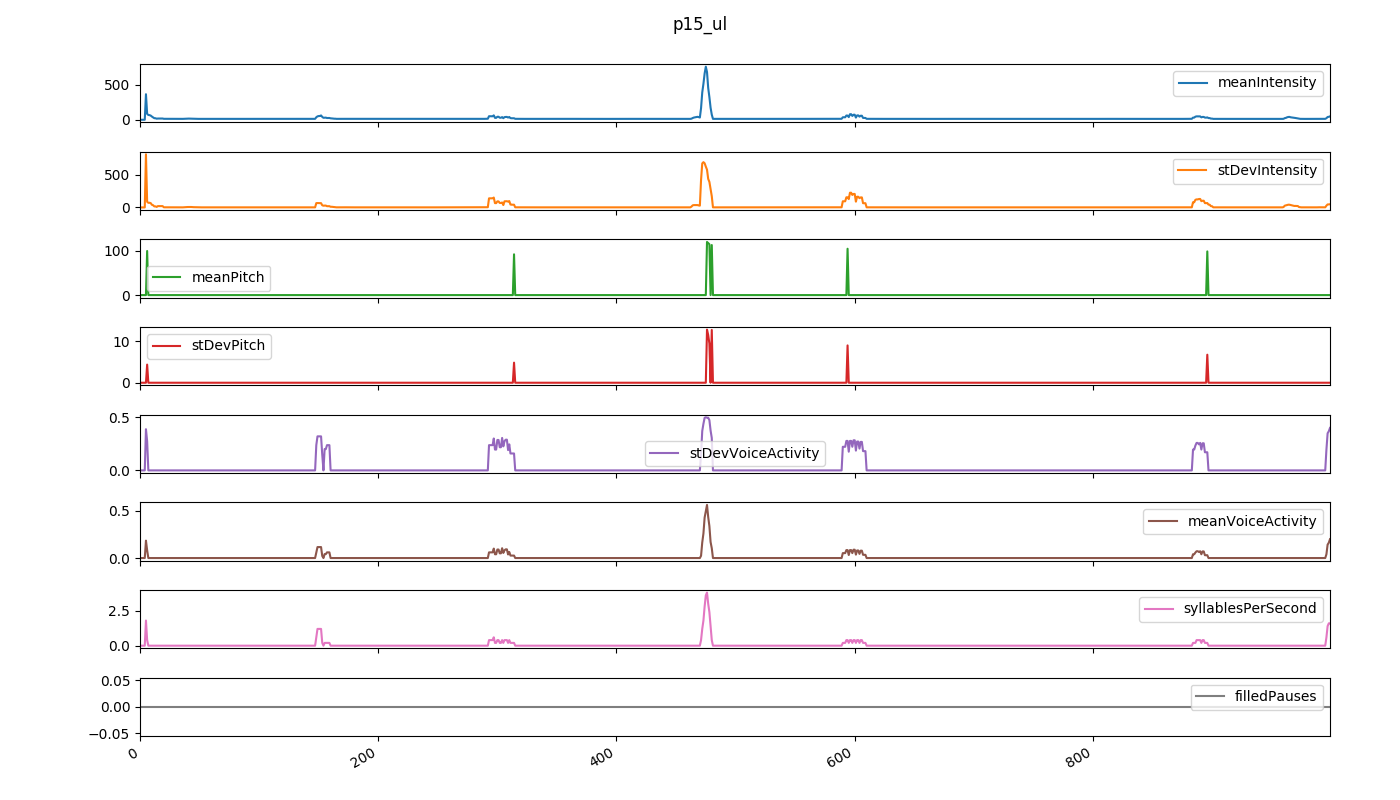 p15_ul
500
0
meanIntensity
500
0
stDevIntensity
100
0
meanPitch
10
0
stDevPitch
0.5
0.0
stDevVoiceActivity
0.5
0.0
meanVoiceActivity
2.5
0.0
syllablesPerSecond
0.05
0.00
−0.05
filledPauses
0
200
400
600
800